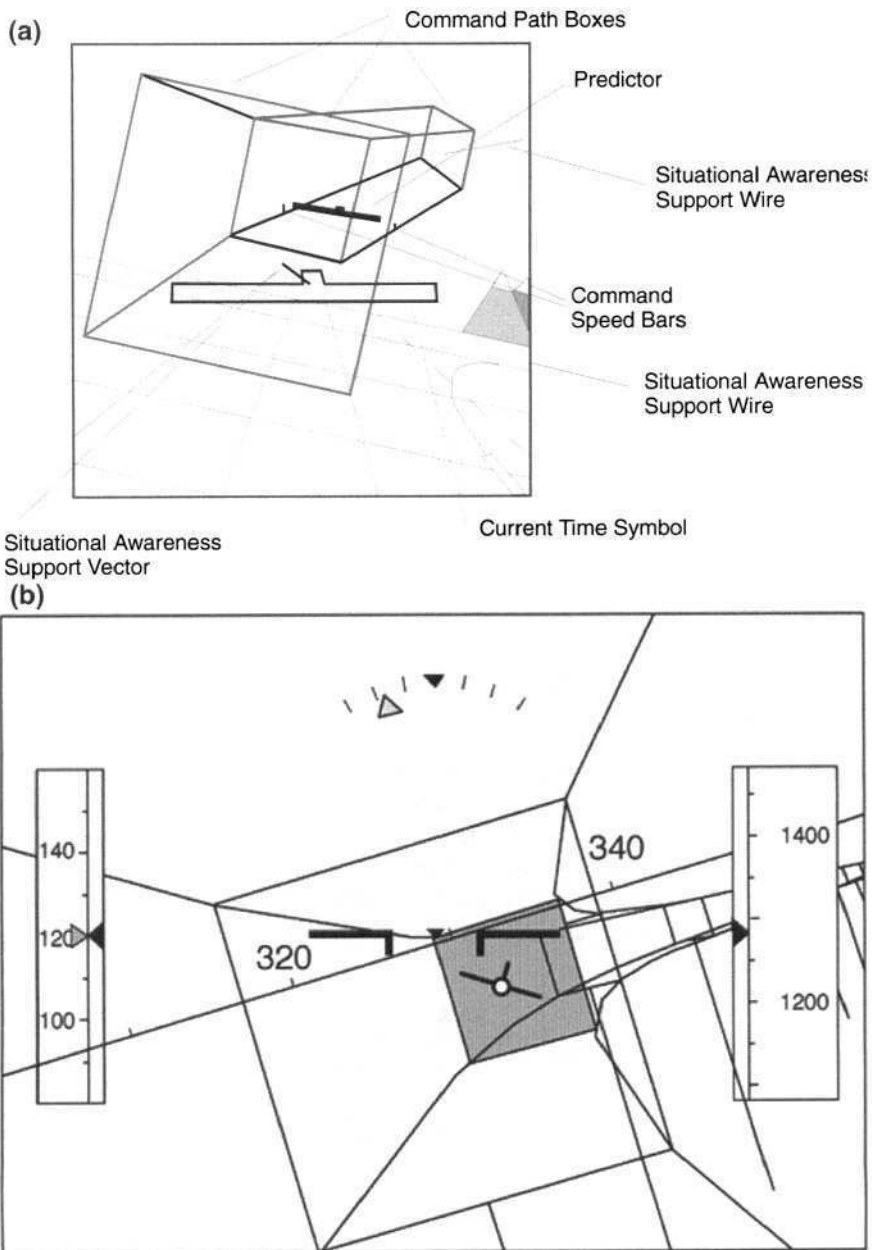 (a)
Command Path Boxes
Predictor
Situational Awarenes
Support Wire
Command
Speed Bars
Situational Awareness
Support Wire
Situational Awareness
Support Vector
Current Time Symbol
(b)
140
120
100
320
340
1400
1200